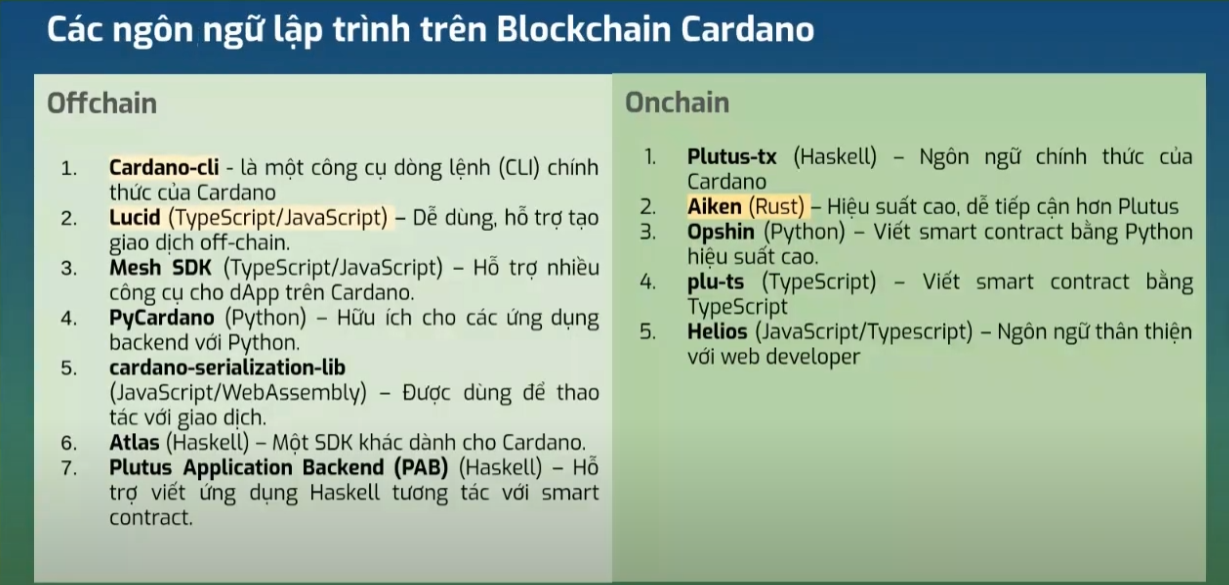 Các ngôn ngữ lập trình trên Blockchain Cardano
Offchain
1. Cardano-cli - là một công cụ dòng lệnh (CLI) chính
thức của Cardano
2. Lucid (TypeScript/JavaScript) – Dễ dùng, hỗ trợ tạo
giao dịch off-chain.
3. Mesh SDK (TypeScript/JavaScript) – Hỗ trợ nhiều
công cụ cho dApp trên Cardano.
4. PyCardano (Python) – Hữu ích cho các ứng dụng
backend với Python.
5. cardano-serialization-lib
(JavaScript/WebAssembly) – Được dùng để thao
tác với giao dịch.
6. Atlas (Haskell) – Một SDK khác dành cho Cardano.
7. Plutus Application Backend (PAB) (Haskell) – Hỗ
trợ viết ứng dụng Haskell tương tác với smart
contract.
Onchain
1. Plutus-tx (Haskell) – Ngôn ngữ chính thức của
Cardano
2. Aiken (Rust) – Hiệu suất cao, dễ tiếp cận hơn Plutus
3. Opshin (Python) – Viết smart contract bằng Python
hiệu suất cao.
4. plu-ts (TypeScript) – Viết smart contract bằng
TypeScript
5. Helios (JavaScript/Typescript) – Ngôn ngữ thân thiện
với web developer